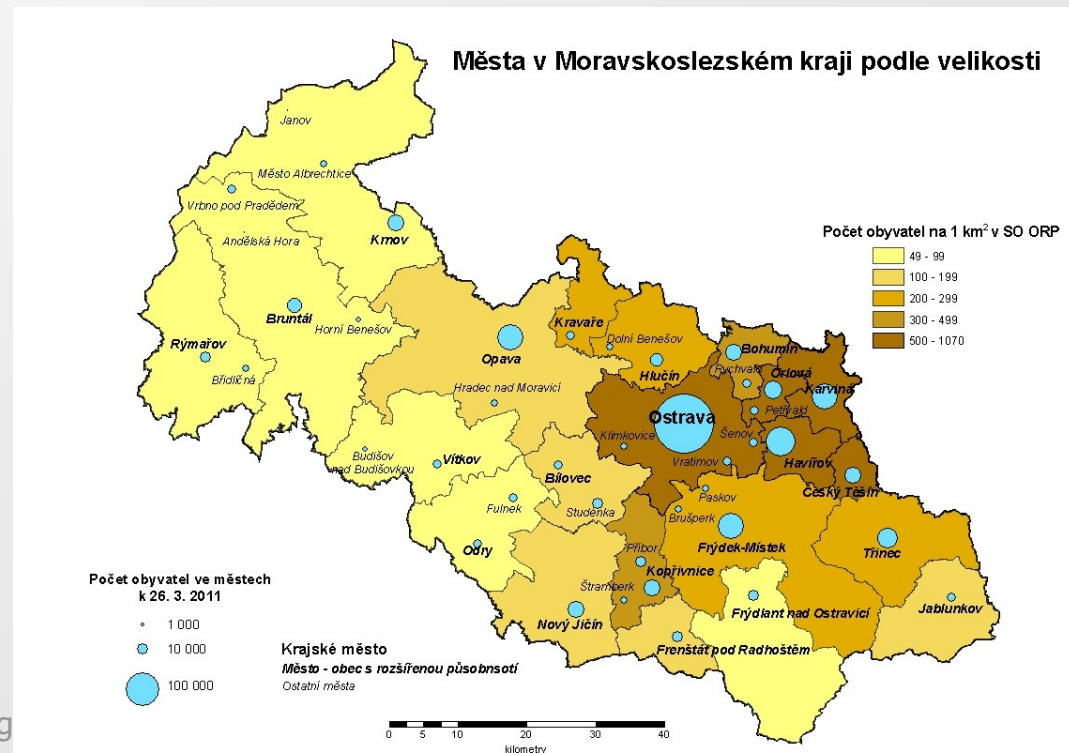 Města v Moravskoslezském kraji podle velikosti
Janov
Město Albrechtice
Vrbno pod Pradědem
Andělská Hora
Krnov
Počet obyvatel na 1 km² v SO ORP
49 - 99
100 - 199
200 - 299
300 - 499
500 - 1070
Bruntál
Horní Benešov
Rýmařov
Břidličná
Opava
Hradec nad Moravicí
Kravaře
Dolní Benešov
Hlučín
Bohumín
Rychvald
Orlová
Karviná
Petřvald
Ostrava
Klimkovice
Šenov
Vratimov
Havířov
Český Těšín
Budišov
nad Budišovkou
Vítkov
Bílovec
Fulnek
Studénka
Odry
Paskov
Brušperk
Frýdek-Místek
Třinec
Příbor
Kopřivnice
Štramberk
Nový Jičín
Frýdlant nad Ostravicí
Frenštát pod Radhoštěm
Jablunkov
Počet obyvatel ve městech
k 26. 3. 2011
1 000
10 000
100 000
Krajské město
Město - obec s rozšířenou působnsotí
Ostatní města
0 5 10 20 30 40
kilometry
g